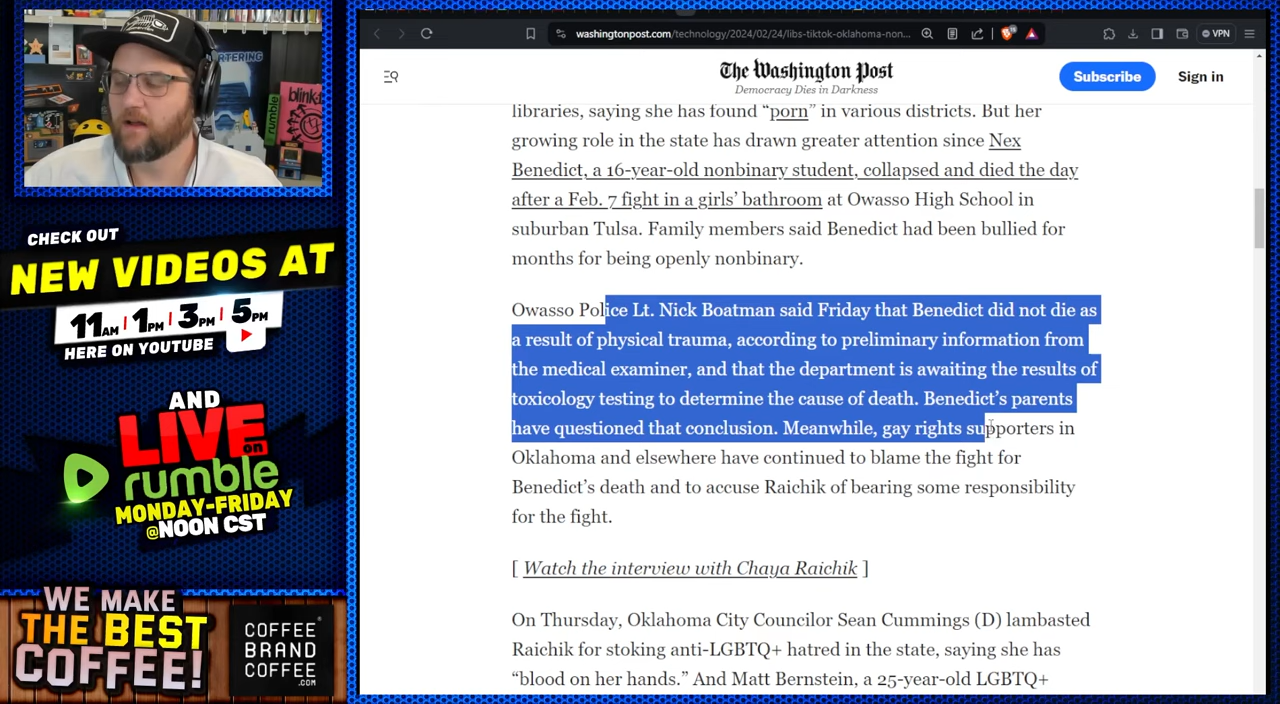 CHECK OUT
NEW VIDEOS AT
11AM | 1PM | 3PM | 5PM
HERE ON YOUTUBE
AND
LIVE on
rumble
MONDAY-FRIDAY
@NOON CST
WE MAKE
THE BEST
COFFEE!
COFFEE
BRAND
COFFEE
.COM
rumble
blink
washingtonpost.com/technology/2024/02/24/libs-tiktok-oklahoma-non...
VPN
The Washington Post
Democracy Dies in Darkness
Subscribe
Sign in
libraries, saying she has found “porn” in various districts. But her
growing role in the state has drawn greater attention since Nex
Benedict, a 16-year-old nonbinary student, collapsed and died the day
after a Feb. 7 fight in a girls’ bathroom at Owasso High School in
suburban Tulsa. Family members said Benedict had been bullied for
months for being openly nonbinary.
Owasso Police Lt. Nick Boatman said Friday that Benedict did not die as
a result of physical trauma, according to preliminary information from
the medical examiner, and that the department is awaiting the results of
toxicology testing to determine the cause of death. Benedict’s parents
have questioned that conclusion. Meanwhile, gay rights supporters in
Oklahoma and elsewhere have continued to blame the fight for
Benedict’s death and to accuse Raichik of bearing some responsibility
for the fight.
[ Watch the interview with Chaya Raichik ]
On Thursday, Oklahoma City Councilor Sean Cummings (D) lambasted
Raichik for stoking anti-LGBTQ+ hatred in the state, saying she has
“blood on her hands.” And Matt Bernstein, a 25-year-old LGBTQ+